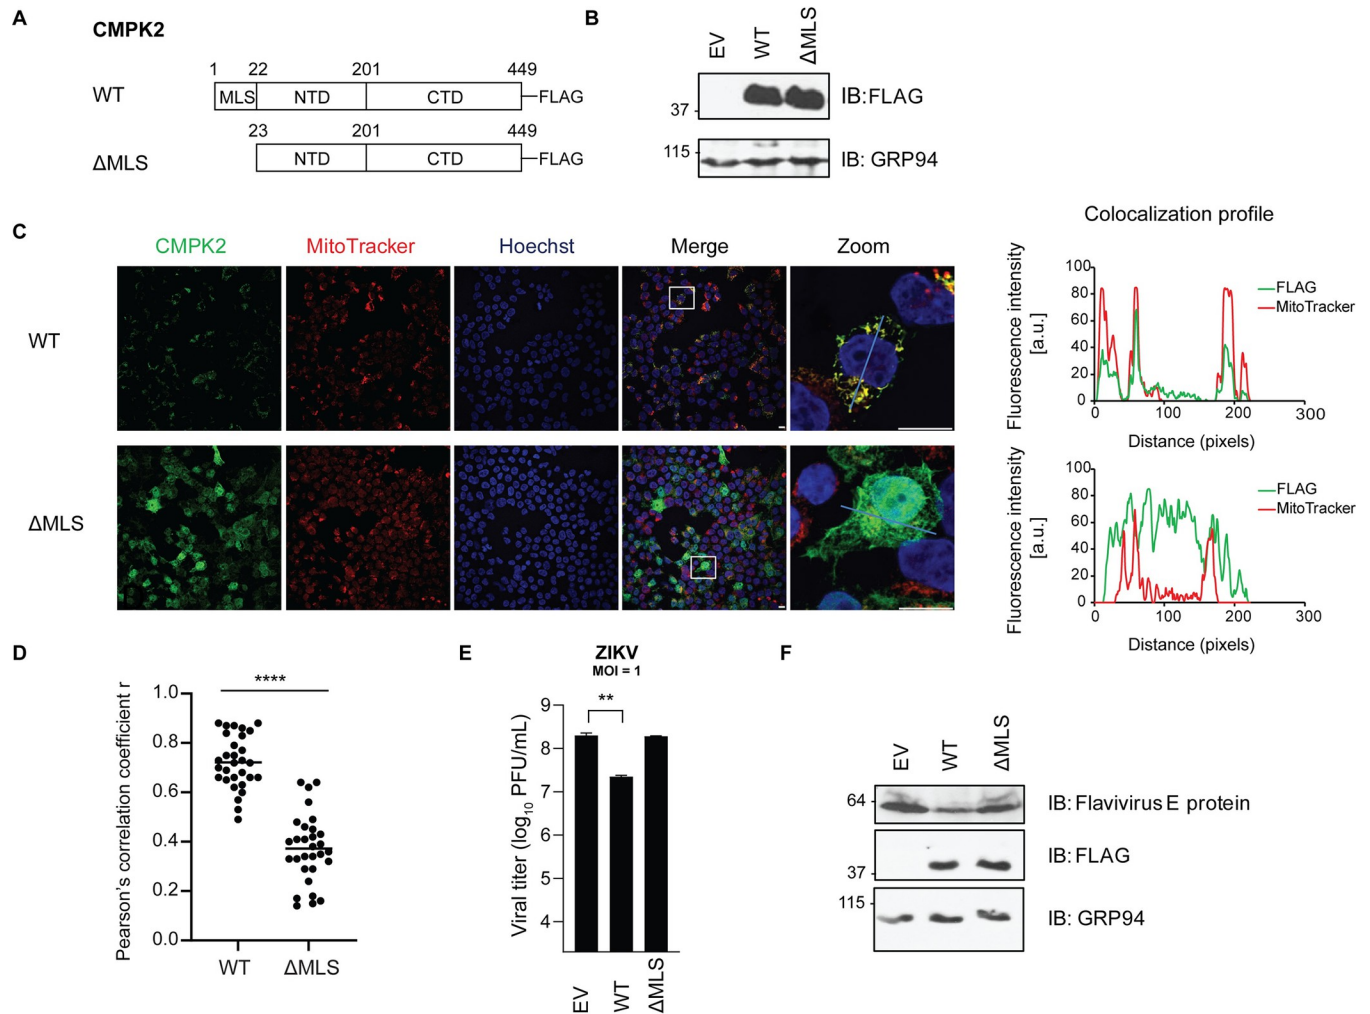 A
CMPK2
1 22 201 449
WT
MLS NTD CTD FLAG
23 201 449
ΔMLS
NTD CTD FLAG
B
EV WT ΔMLS
37
IB:FLAG
115
IB: GRP94
C
CMPK2 MitoTracker Hoechst Merge Zoom
WT
ΔMLS
Colocalization profile
Fluorescence intensity
[a.u.]
100
80
60
40
20
0
FLAG
MitoTracker
0 100 200 300
Distance (pixels)
Fluorescence intensity
[a.u.]
100
80
60
40
20
0
FLAG
MitoTracker
0 100 200 300
Distance (pixels)
D
Pearson's correlation coefficient r
1.0
0.8
0.6
0.4
0.2
0.0
****
WT ΔMLS
E
ZIKV
MOI = 1
Viral titer (log10 PFU/mL)
9
8
7
6
5
4
**
EV WT ΔMLS
F
EV WT ΔMLS
64
IB: Flavivirus E protein
37
IB: FLAG
115
IB: GRP94